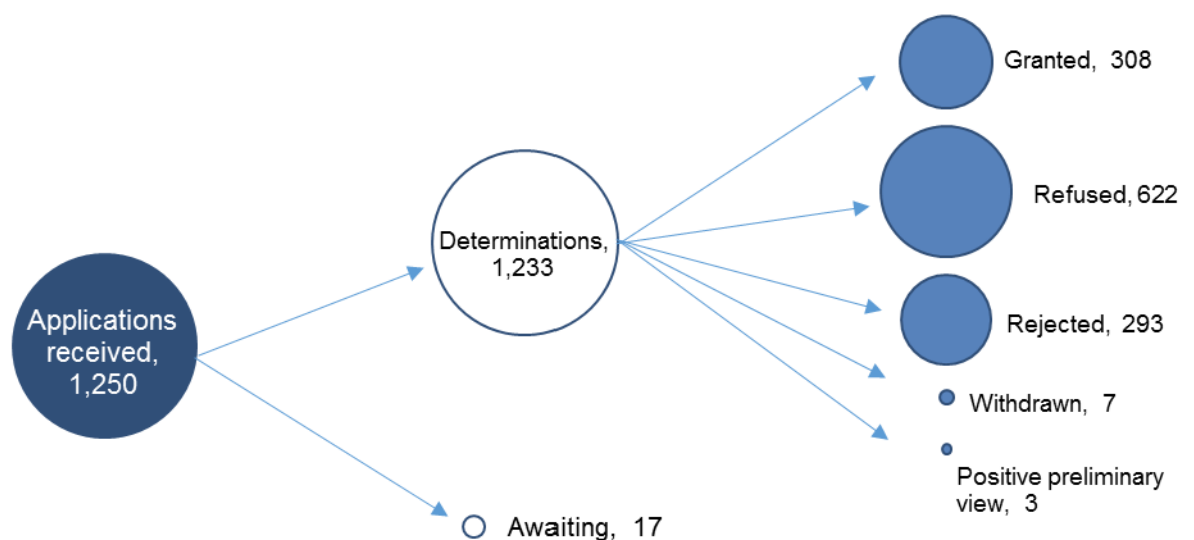 Applications
received,
1,250
Determinations,
1,233
Awaiting, 17
Granted, 308
Refused, 622
Rejected, 293
Withdrawn, 7
Positive preliminary
view, 3